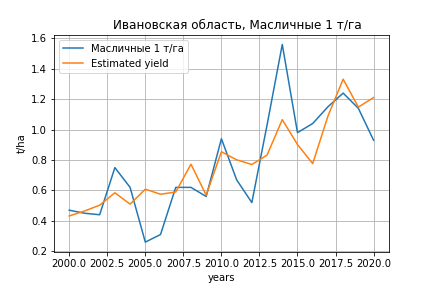 Ивановская область, Масличные 1 т/га
Масличные 1 т/га
Estimated yield
1.6
1.4
1.2
1.0
0.8
0.6
0.4
0.2
t/ha
2000.0 2002.5 2005.0 2007.5 2010.0 2012.5 2015.0 2017.5 2020.0
years